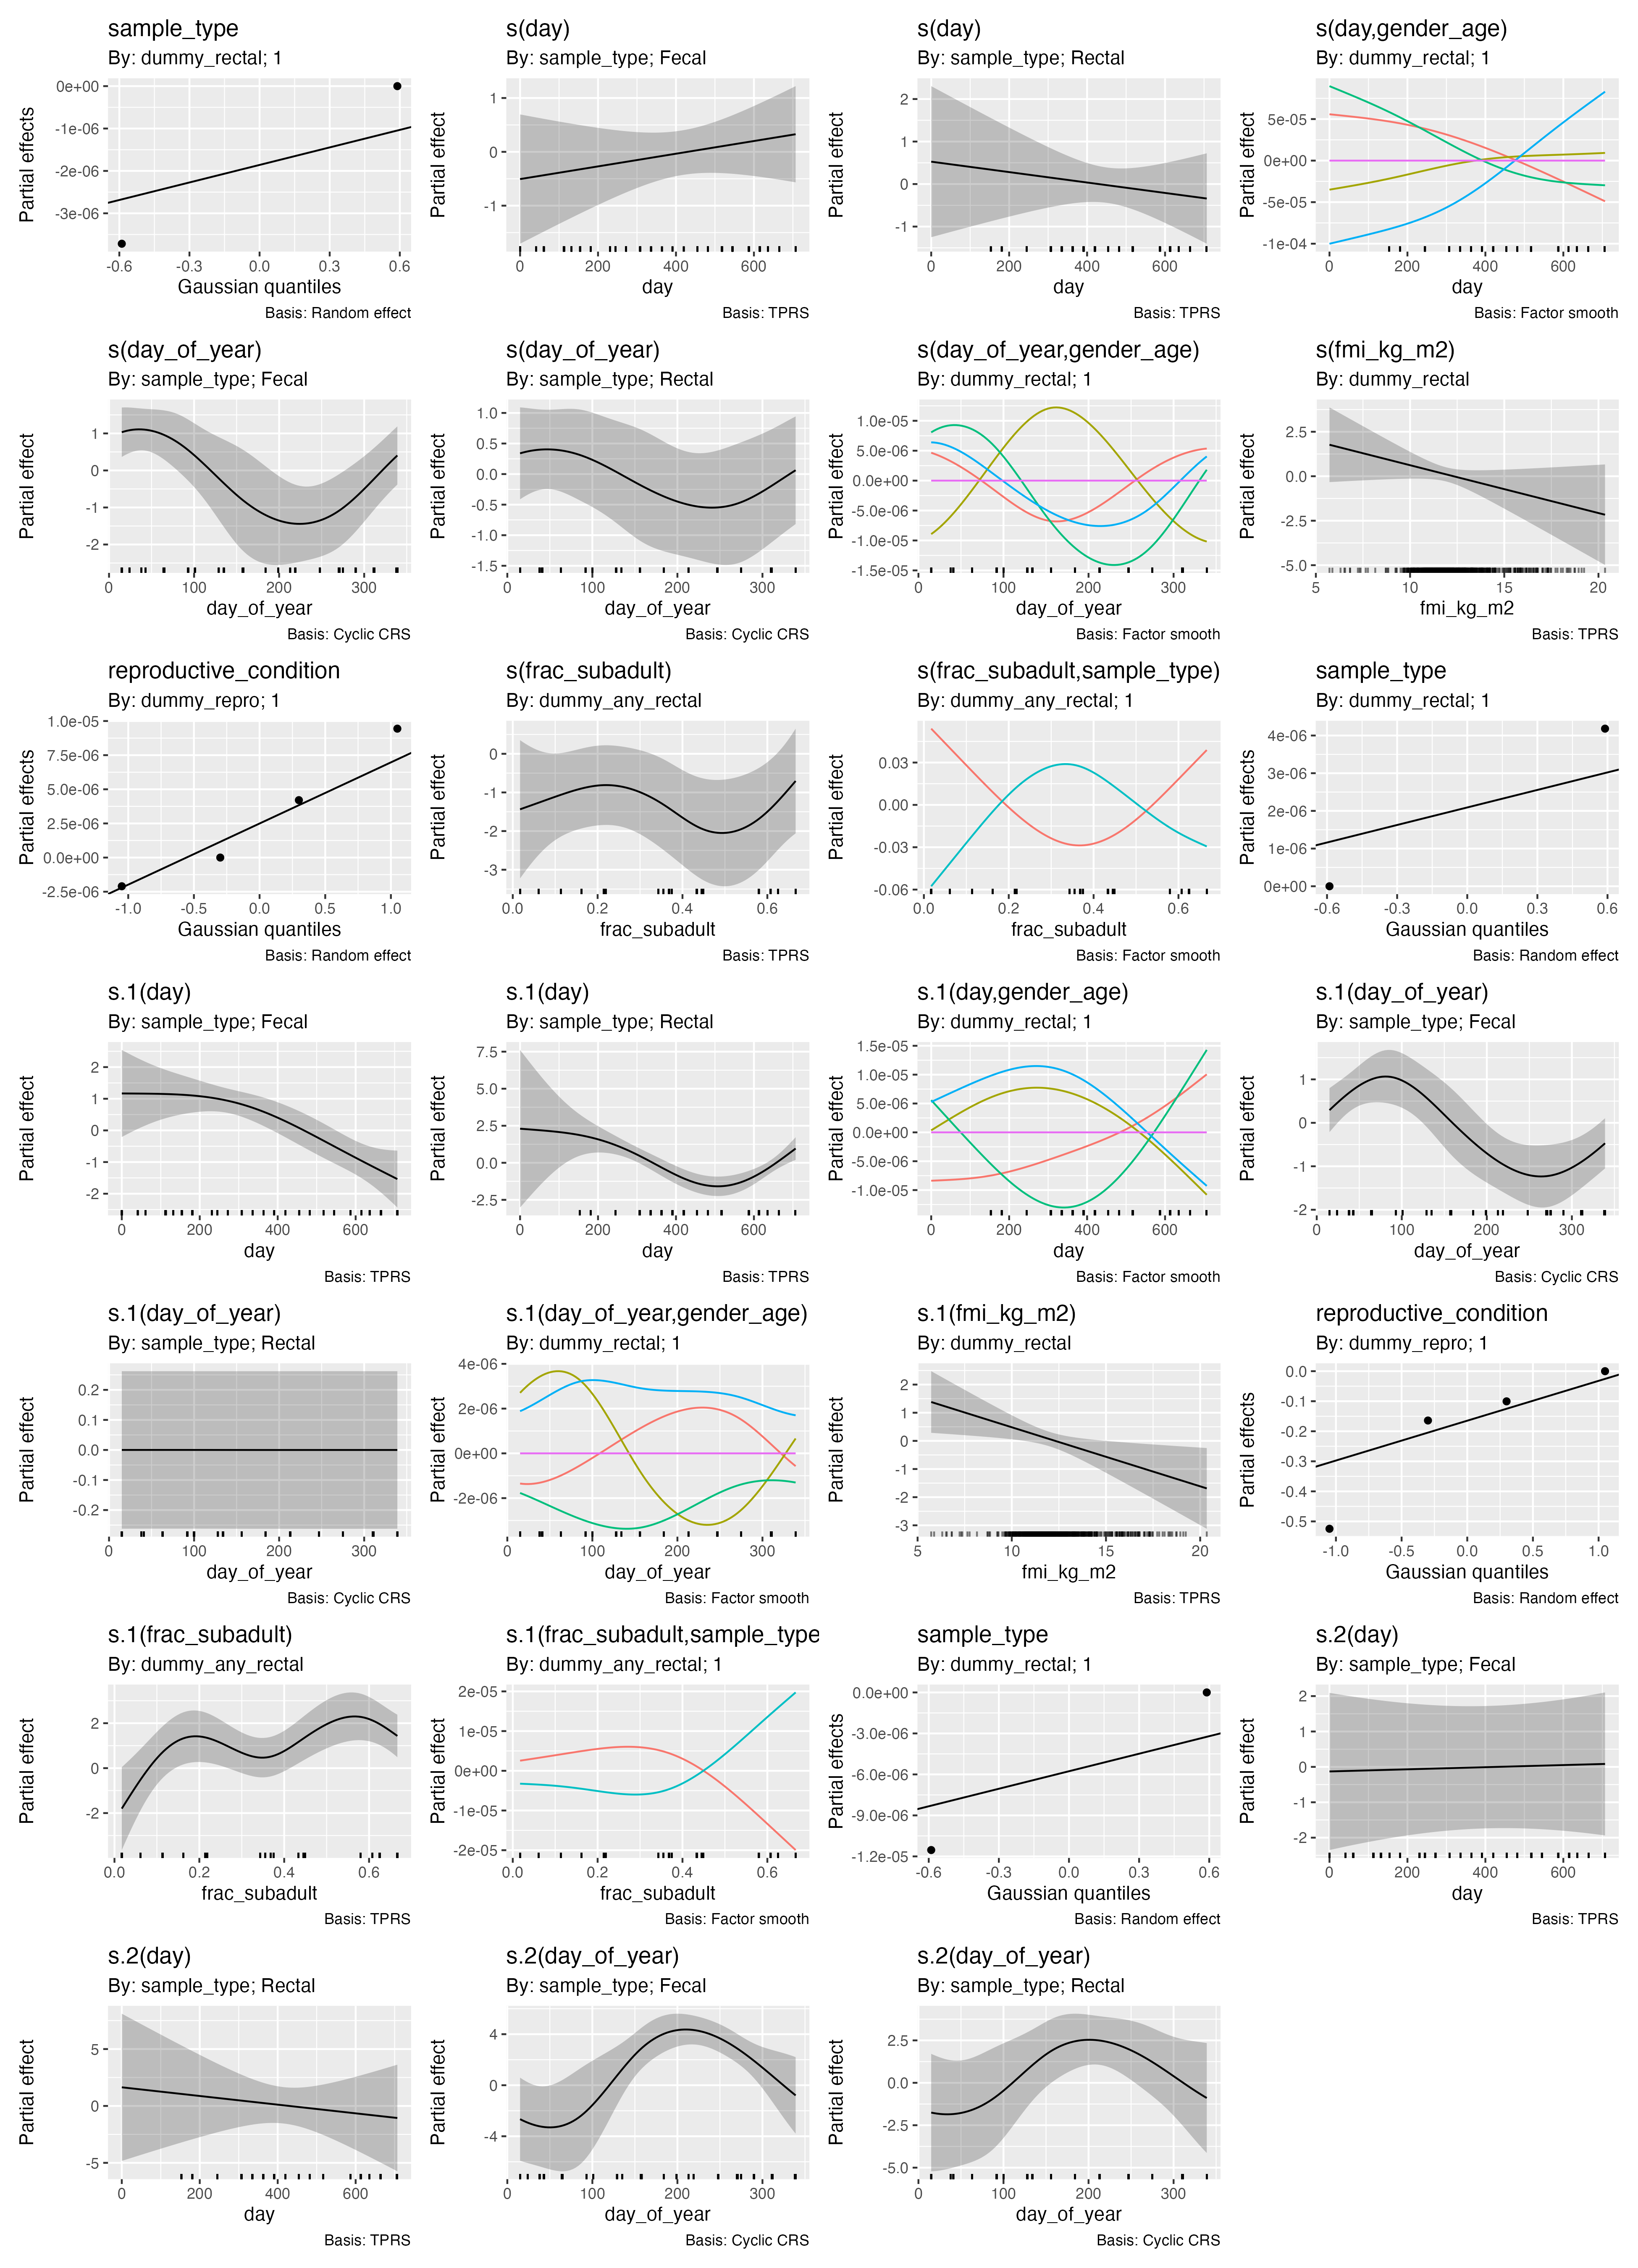 sample_type
By: dummy_rectal; 1
Partial effects
0e+00
-1e-06
-2e-06
-3e-06
-0.6 -0.3 0.0 0.3 0.6
Gaussian quantiles
Basis: Random effect
s(day)
By: sample_type; Fecal
Partial effect
1
0
-1
0 200 400 600
day
Basis: TPRS
s(day)
By: sample_type; Rectal
Partial effect
2
1
0
-1
0 200 400 600
day
Basis: TPRS
s(day,gender_age)
By: dummy_rectal; 1
Partial effect
5e-05
0e+00
-5e-05
-1e-04
0 200 400 600
day
Basis: Factor smooth
s(day_of_year)
By: sample_type; Fecal
Partial effect
1
0
-1
-2
0 100 200 300
day_of_year
Basis: Cyclic CRS
s(day_of_year)
By: sample_type; Rectal
Partial effect
1.0
0.5
0.0
-0.5
-1.0
-1.5
0 100 200 300
day_of_year
Basis: Cyclic CRS
s(day_of_year,gender_age)
By: dummy_rectal; 1
Partial effect
1.0e-05
5.0e-06
0.0e+00
-5.0e-06
-1.0e-05
-1.5e-05
0 100 200 300
day_of_year
Basis: Factor smooth
s(fmi_kg_m2)
By: dummy_rectal
Partial effect
2.5
0.0
-2.5
-5.0
5 10 15 20
fmi_kg_m2
Basis: TPRS
reproductive_condition
By: dummy_repro; 1
Partial effects
1.0e-05
7.5e-06
5.0e-06
2.5e-06
0.0e+00
-2.5e-06
-1.0 -0.5 0.0 0.5 1.0
Gaussian quantiles
Basis: Random effect
s(frac_subadult)
By: dummy_any_rectal
Partial effect
0
-1
-2
-3
0.0 0.2 0.4 0.6
frac_subadult
Basis: TPRS
s(frac_subadult,sample_type)
By: dummy_any_rectal; 1
Partial effect
0.03
0.00
-0.03
-0.06
0.0 0.2 0.4 0.6
frac_subadult
Basis: Factor smooth
sample_type
By: dummy_rectal; 1
Partial effects
4e-06
3e-06
2e-06
1e-06
0e+00
-0.6 -0.3 0.0 0.3 0.6
Gaussian quantiles
Basis: Random effect
s.1(day)
By: sample_type; Fecal
Partial effect
2
1
0
-1
-2
0 200 400 600
day
Basis: TPRS
s.1(day)
By: sample_type; Rectal
Partial effect
7.5
5.0
2.5
0.0
-2.5
0 200 400 600
day
Basis: TPRS
s.1(day,gender_age)
By: dummy_rectal; 1
Partial effect
1.5e-05
1.0e-05
5.0e-06
0.0e+00
-5.0e-06
-1.0e-05
0 200 400 600
day
Basis: Factor smooth
s.1(day_of_year)
By: sample_type; Fecal
Partial effect
1
0
-1
-2
0 100 200 300
day_of_year
Basis: Cyclic CRS
s.1(day_of_year)
By: sample_type; Rectal
Partial effect
0.2
0.1
0.0
-0.1
-0.2
0 100 200 300
day_of_year
Basis: Cyclic CRS
s.1(day_of_year,gender_age)
By: dummy_rectal; 1
Partial effect
4e-06
2e-06
0e+00
-2e-06
0 100 200 300
day_of_year
Basis: Factor smooth
s.1(fmi_kg_m2)
By: dummy_rectal
Partial effect
2
1
0
-1
-2
-3
5 10 15 20
fmi_kg_m2
Basis: TPRS
reproductive_condition
By: dummy_repro; 1
Partial effects
0.0
-0.1
-0.2
-0.3
-0.4
-0.5
-1.0 -0.5 0.0 0.5 1.0
Gaussian quantiles
Basis: Random effect
s.1(frac_subadult)
By: dummy_any_rectal
Partial effect
2
0
-2
0.0 0.2 0.4 0.6
frac_subadult
Basis: TPRS
s.1(frac_subadult,sample_type
By: dummy_any_rectal; 1
Partial effect
2e-05
1e-05
0e+00
-1e-05
-2e-05
0.0 0.2 0.4 0.6
frac_subadult
Basis: Factor smooth
sample_type
By: dummy_rectal; 1
Partial effects
0.0e+00
-3.0e-06
-6.0e-06
-9.0e-06
-1.2e-05
-0.6 -0.3 0.0 0.3 0.6
Gaussian quantiles
Basis: Random effect
s.2(day)
By: sample_type; Fecal
Partial effect
2
1
0
-1
-2
0 200 400 600
day
Basis: TPRS
s.2(day)
By: sample_type; Rectal
Partial effect
5
0
-5
0 200 400 600
day
Basis: TPRS
s.2(day_of_year)
By: sample_type; Fecal
Partial effect
4
0
-4
0 100 200 300
day_of_year
Basis: Cyclic CRS
s.2(day_of_year)
By: sample_type; Rectal
Partial effect
2.5
0.0
-2.5
-5.0
0 100 200 300
day_of_year
Basis: Cyclic CRS